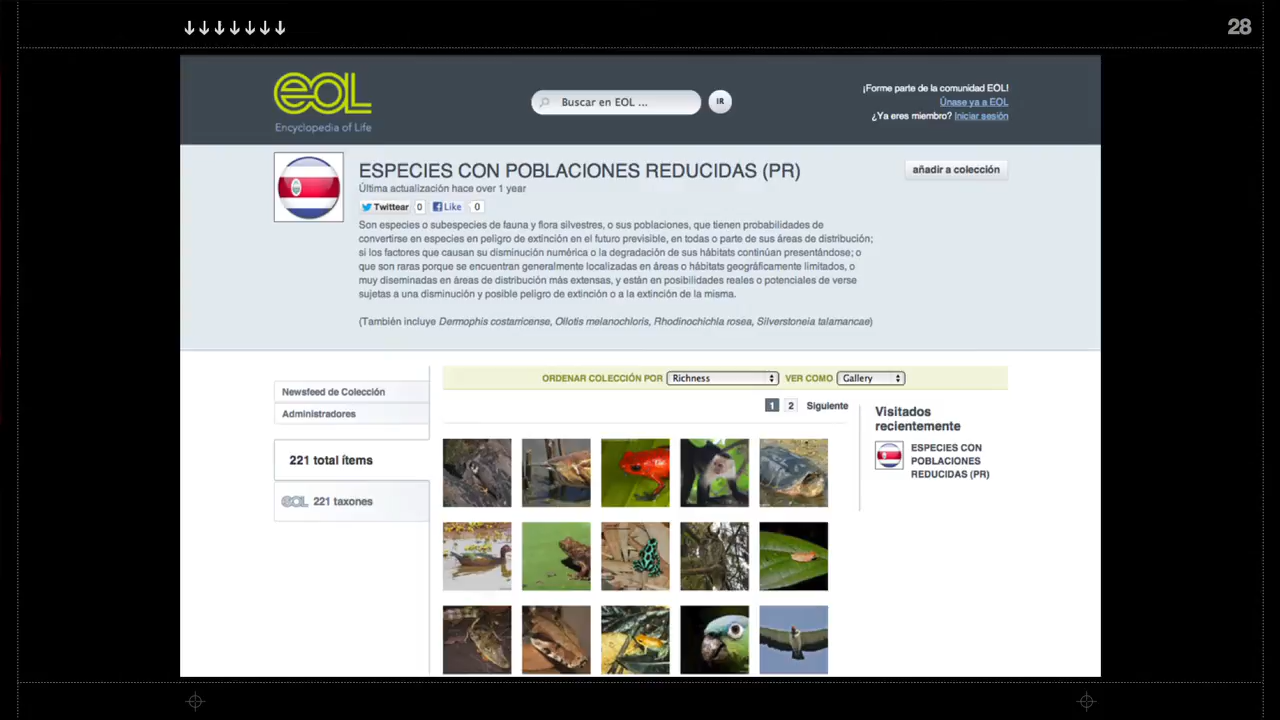 28
eoL
Encyclopedia of Life
Buscar en EOL ...
IR
¡Forme parte de la comunidad EOL!
Únase ya a EOL
¿Ya eres miembro? Iniciar sesión
ESPECIES CON POBLACIONES REDUCIDAS (PR)
añadir a colección
Última actualización hace over 1 year
Twittear 0 Like 0
Son especies o subespecies de fauna y flora silvestres, o sus poblaciones, que tienen probabilidades de
convertirse en especies en peligro de extinción en el futuro previsible, en todas o parte de sus áreas de distribución;
si los factores que causan su disminución numérica o la degradación de sus hábitats continúan presentándose; o
que son raras porque se encuentran generalmente localizadas en áreas o hábitats geográficamente limitados, o
muy diseminadas en áreas de distribución más extensas, y están en posibilidades reales o potenciales de verse
sujetas a una disminución y posible peligro de extinción o a la extinción de la misma.
(También incluye Dermophis costarricense, Ollotis melanochloris, Rhodinochichla rosea, Silverstoneia talamancae)
ORDENAR COLECCIÓN POR Richness VER COMO Gallery
Newsfeed de Colección
Administradores
221 total ítems
eoL 221 taxones
1 2 Siguiente
Visitados
recientemente
ESPECIES CON
POBLACIONES
REDUCIDAS (PR)